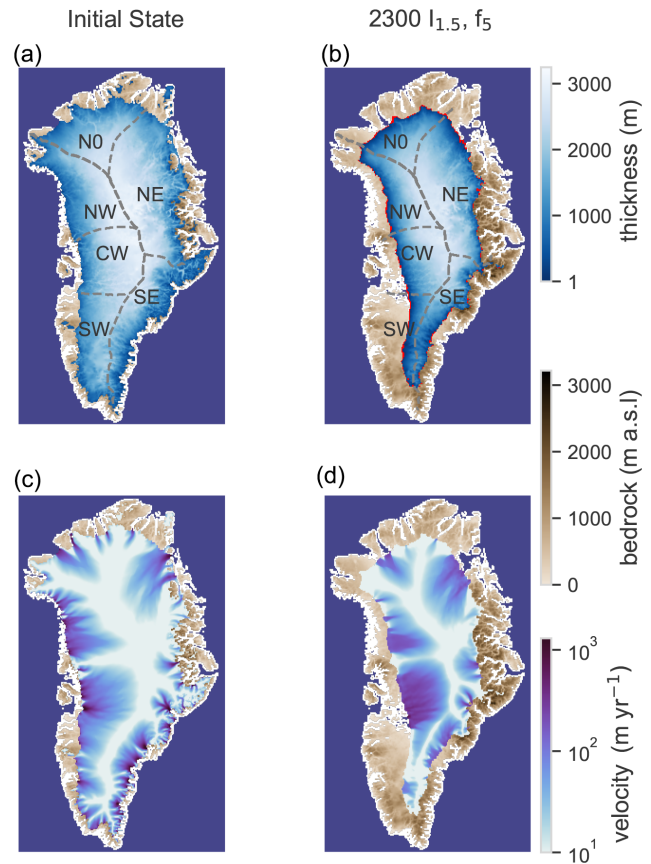 Initial State
2300 I₁.₅, f₅
(a)
(b)
N0
NE
NW
CW
SE
SW
N0
NE
NW
CW
SE
SW
3000
2000
1000
1
thickness (m)
3000
2000
1000
0
bedrock (m a.s.l)
(c)
(d)
10³
10²
10¹
velocity (m yr⁻¹)